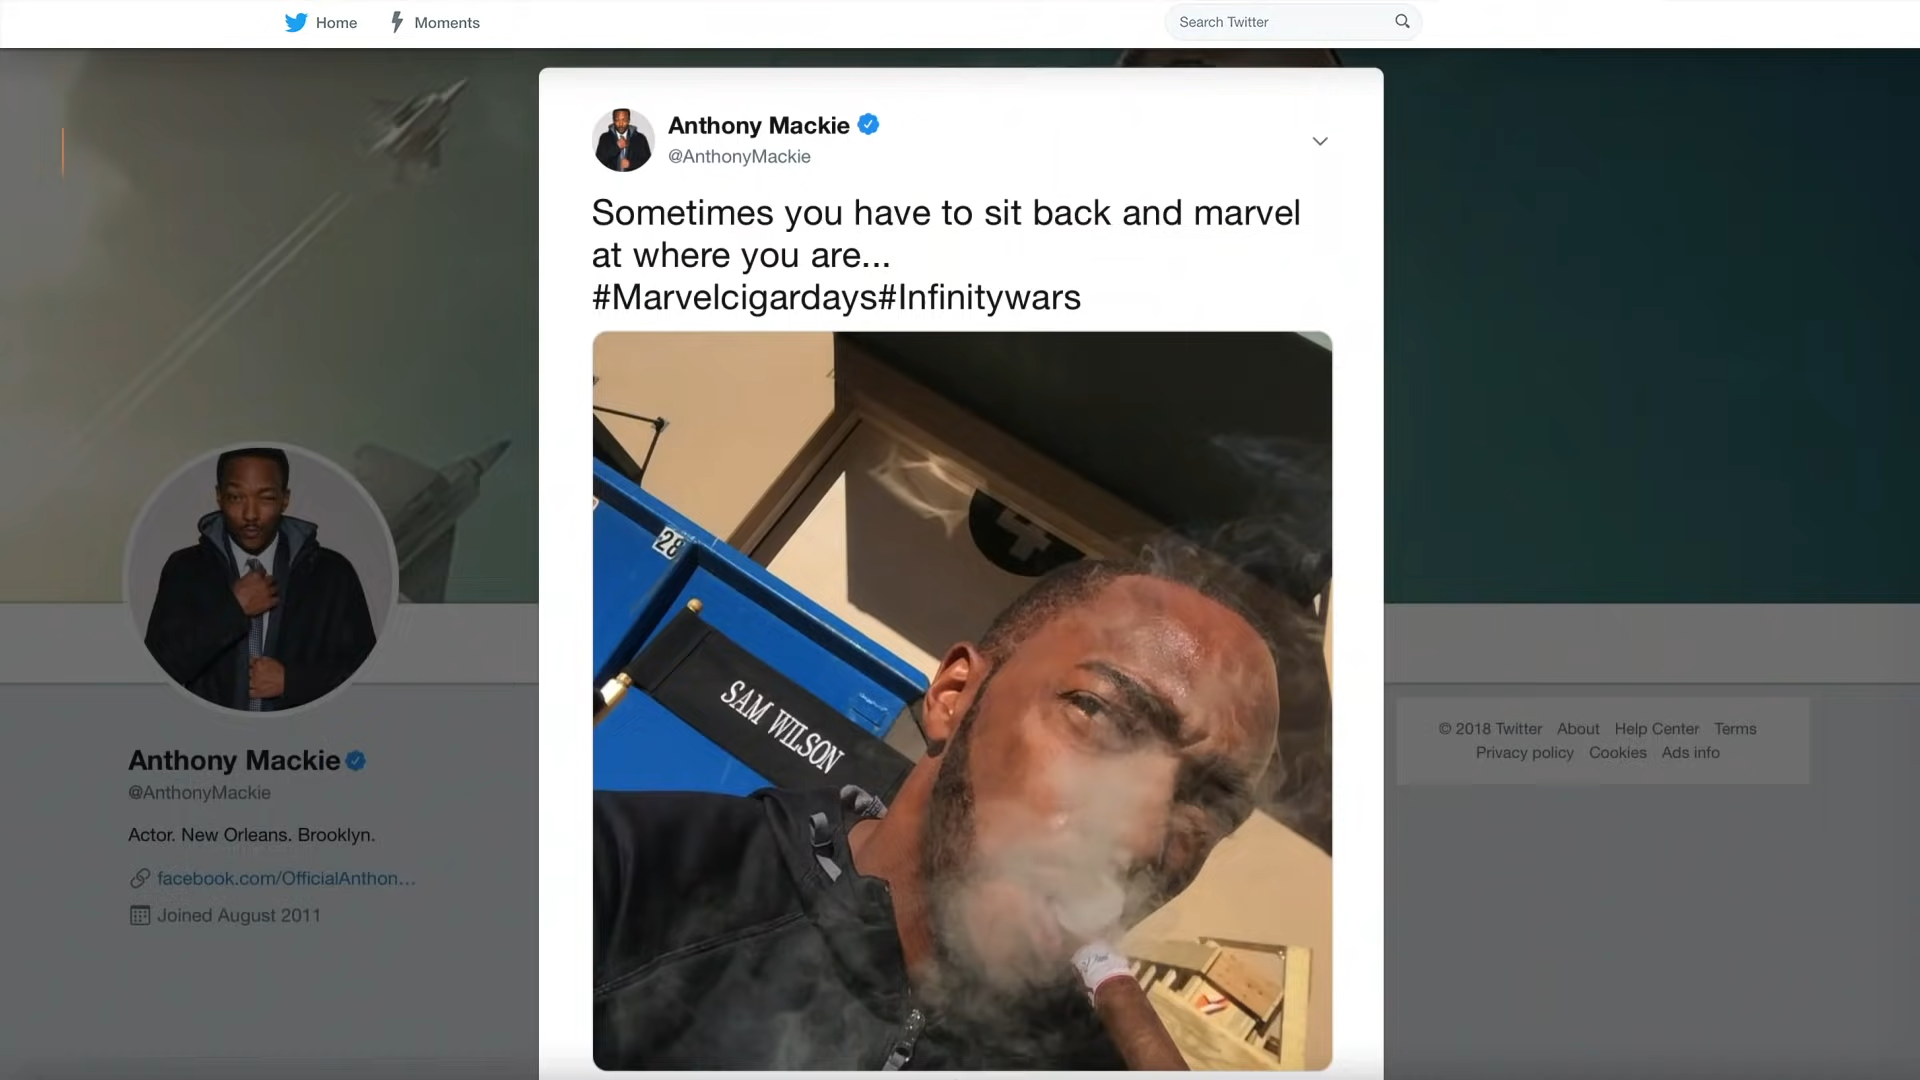 Home
Moments
Search Twitter
Anthony Mackie
@AnthonyMackie
Sometimes you have to sit back and marvel
at where you are...
#Marvelcigardays#Infinitywars
28
4
SAM WILSON
Anthony Mackie
@AnthonyMackie
Actor. New Orleans. Brooklyn.
facebook.com/OfficialAnthon...
Joined August 2011
© 2018 Twitter About Help Center Terms
Privacy policy Cookies Ads info